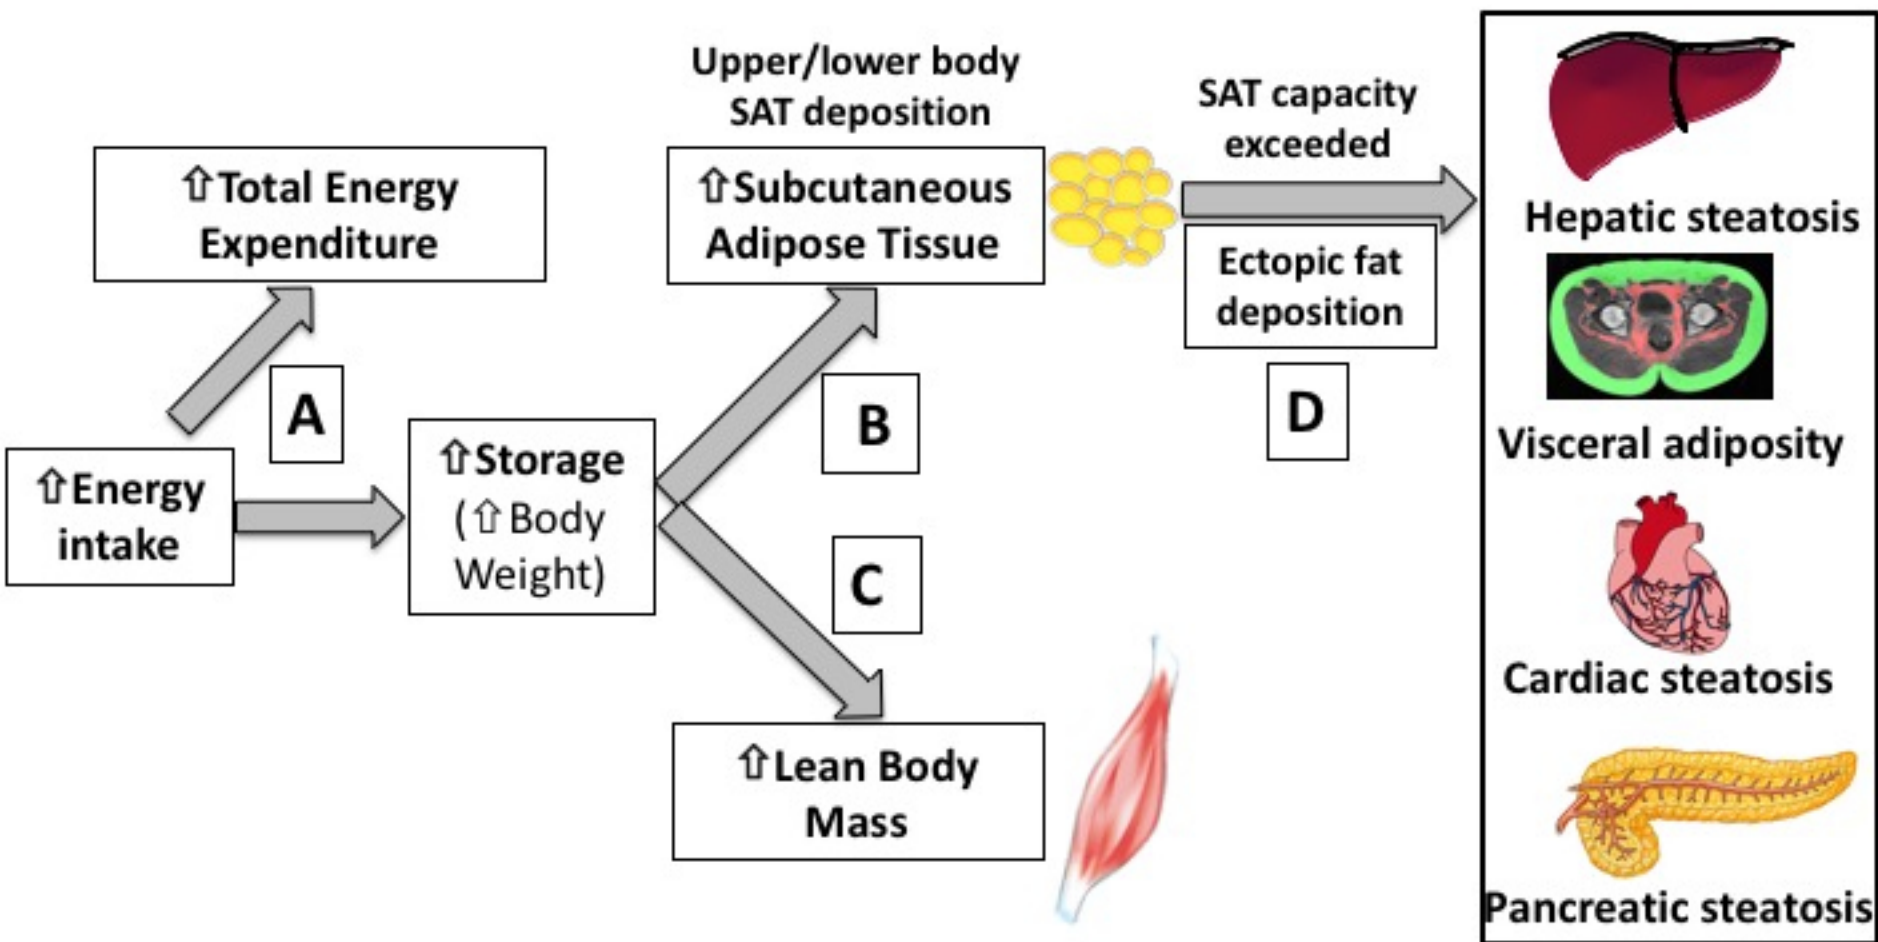 Upper/lower body
SAT deposition
SAT capacity
exceeded
⇧Total Energy
Expenditure
⇧Subcutaneous
Adipose Tissue
Ectopic fat
deposition
A
B
D
⇧Energy
intake
⇧Storage
(⇧Body
Weight)
C
⇧Lean Body
Mass
Hepatic steatosis
Visceral adiposity
Cardiac steatosis
Pancreatic steatosis